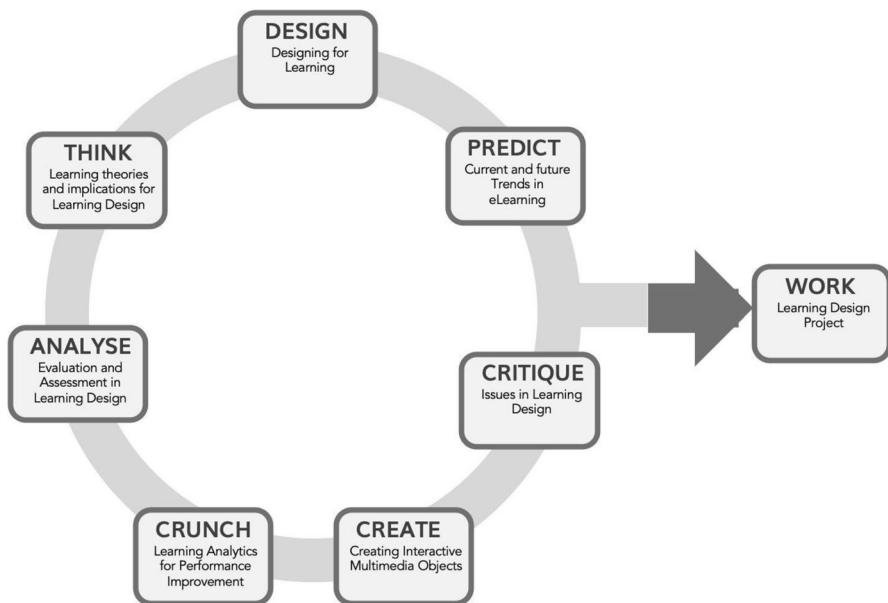 DESIGN
Designing for
Learning
PREDICT
Current and future
Trends in
eLearning
WORK
Learning Design
Project
CRITIQUE
Issues in Learning
Design
CREATE
Creating Interactive
Multimedia Objects
CRUNCH
Learning Analytics
for Performance
Improvement
ANALYSE
Evaluation and
Assessment in
Learning Design
THINK
Learning theories
and implications for
Learning Design